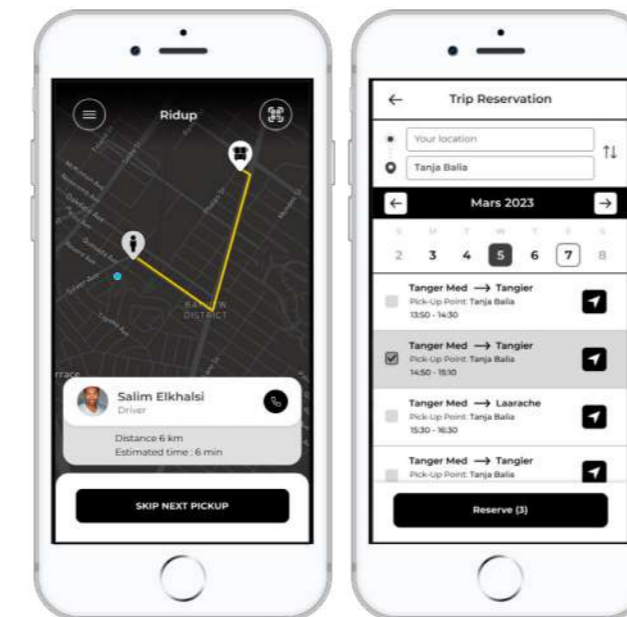 Ridup
BAYVIEW
DISTRICT
Salim Elkhalsi
Driver
Distance 6 km
Estimated time : 6 min
SKIP NEXT PICKUP
Trip Reservation
Your location
Tanja Balia
Mars 2023
S M T W T F S
2 3 4 5 6 7 8
Tanger Med → Tangier
Pick-Up Point: Tanja Balia
13:50 - 14:30
Tanger Med → Tangier
Pick-Up Point: Tanja Balia
14:50 - 15:10
Tanger Med → Laarache
Pick-Up Point: Tanja Balia
15:30 - 16:30
Tanger Med → Tangier
Pick-Up Point: Tanja Balia
Reserve (3)